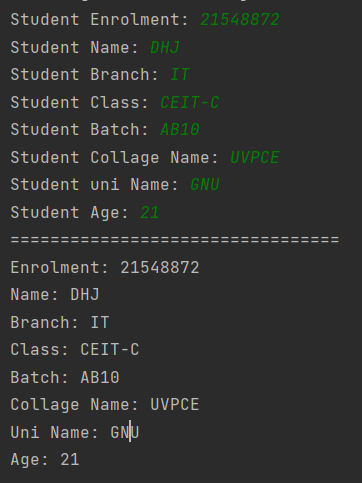 Student Enrolment: 21548872
Student Name: DHJ
Student Branch: IT
Student Class: CEIT-C
Student Batch: AB10
Student Collage Name: UVPCE
Student uni Name: GNU
Student Age: 21
=================================
Enrolment: 21548872
Name: DHJ
Branch: IT
Class: CEIT-C
Batch: AB10
Collage Name: UVPCE
Uni Name: GNU
Age: 21